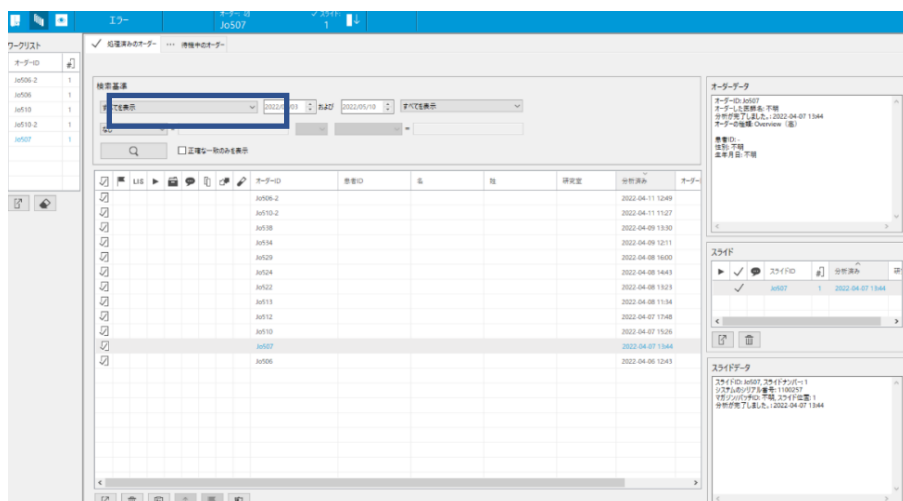 エラー
オーダー: 毎
Jo507
スライド:
1
ワークリスト
オーダーID
Jo506-2 1
Jo506 1
Jo510 1
Jo510-2 1
Jo507 1
処理済みのオーダー
待機中のオーダー
検索基準
すべてを表示 2022/05/03 および 2022/05/10 すべてを表示
なし = =
正確な一致のみを表示
LIS オーダーID 患者ID 名 姓 研究室 分析済み オーダー
Jo506-2 2022-04-11 12:49
Jo510-2 2022-04-11 11:27
Jo538 2022-04-09 13:30
Jo534 2022-04-09 12:11
Jo529 2022-04-08 16:00
Jo524 2022-04-08 14:43
Jo522 2022-04-08 13:23
Jo513 2022-04-08 11:34
Jo512 2022-04-07 17:48
Jo510 2022-04-07 15:26
Jo507 2022-04-07 13:44
Jo506 2022-04-06 12:43
オーダーデータ
オーダーID: Jo507
オーダーした医師名: 不明
分析が完了しました。: 2022-04-07 13:44
オーダーの種類: Overview（高）
患者ID: -
性別: 不明
生年月日: 不明
スライド
スライドID 分析済み
Jo507 1 2022-04-07 13:44
スライドデータ
スライドID: Jo507, スライドナンバー: 1
システムのシリアル番号: 1100257
マガジンバッチID: 不明, スライド位置: 1
分析が完了しました。: 2022-04-07 13:44